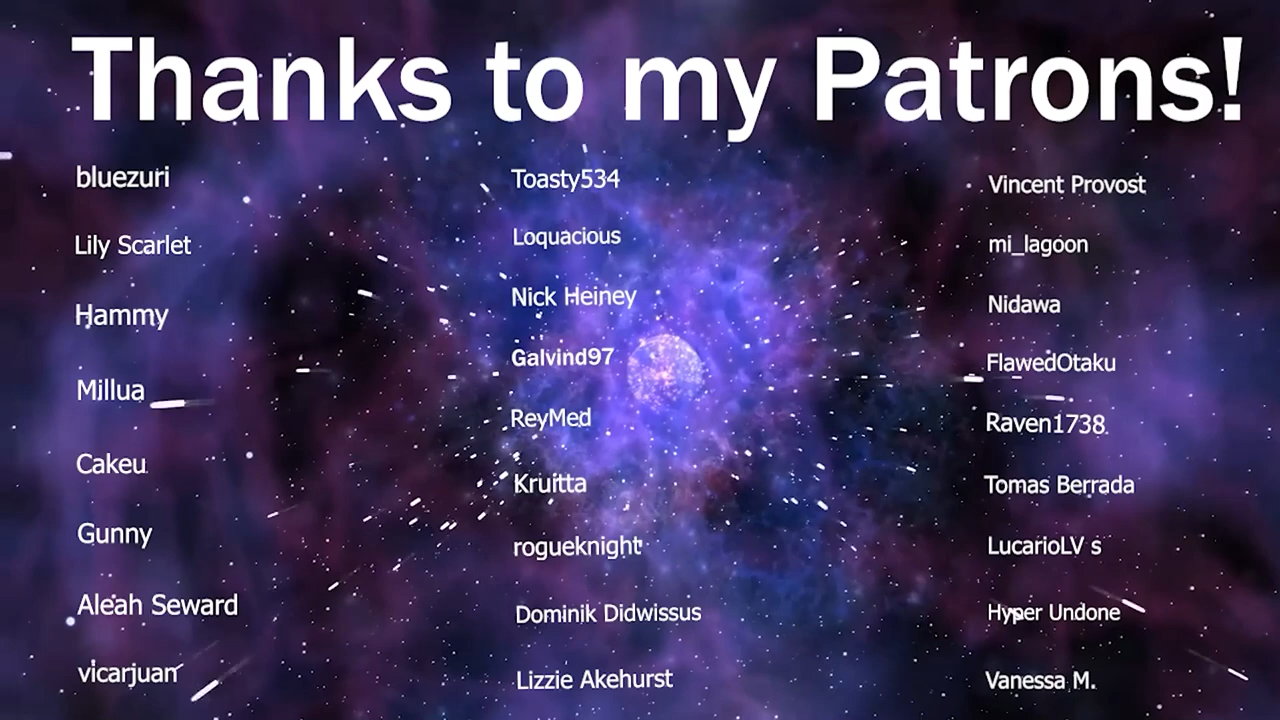 Thanks to my Patrons!
bluezuri
Lily Scarlet
Hammy
Millua
Cakeu
Gunny
Aleah Seward
vicarjuan
Toasty534
Loquacious
Nick Heiney
Galvind97
ReyMed
Kruitta
rogueknight
Dominik Didwissus
Lizzie Akehurst
Vincent Provost
mi_lagoon
Nidawa
FlawedOtaku
Raven1738
Tomas Berrada
LucarioLV s
Hyper Undone
Vanessa M.